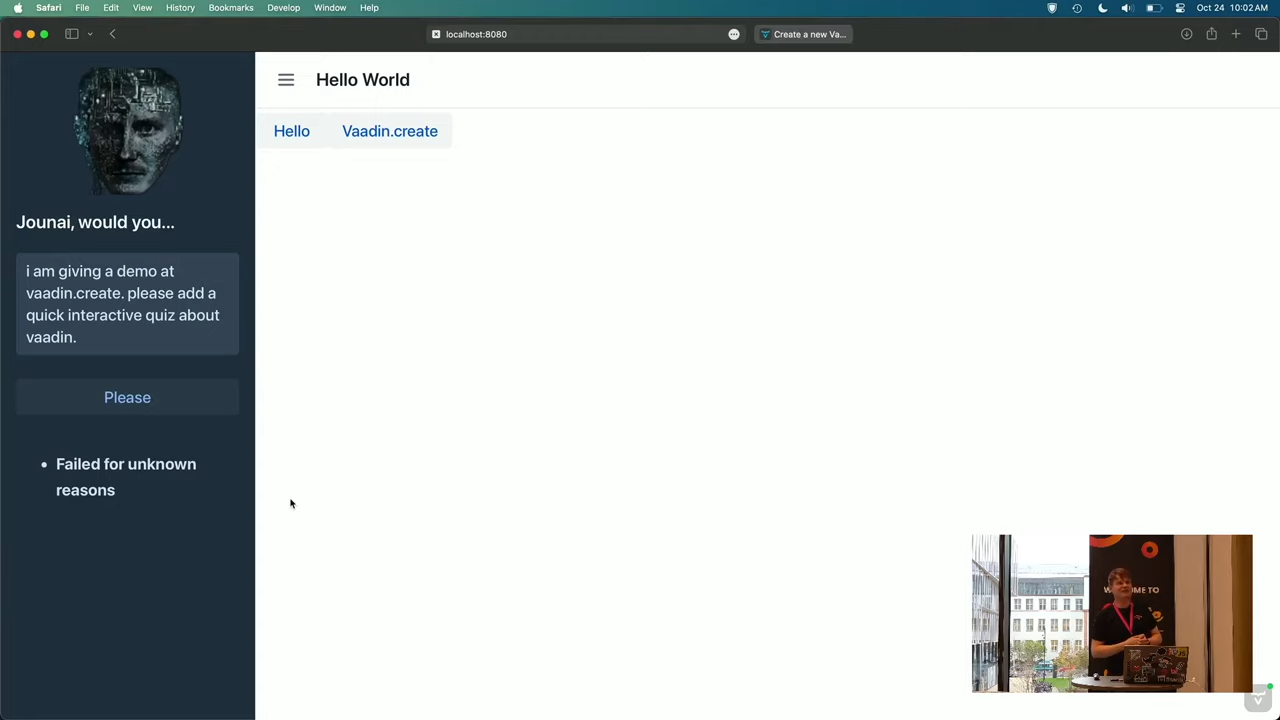 Safari File Edit View History Bookmarks Develop Window Help
Oct 24 10:02 AM
localhost:8080
Create a new Va...
Hello World
Hello
Vaadin.create
Jounai, would you...
i am giving a demo at
vaadin.create. please add a
quick interactive quiz about
vaadin.
Please
Failed for unknown
reasons